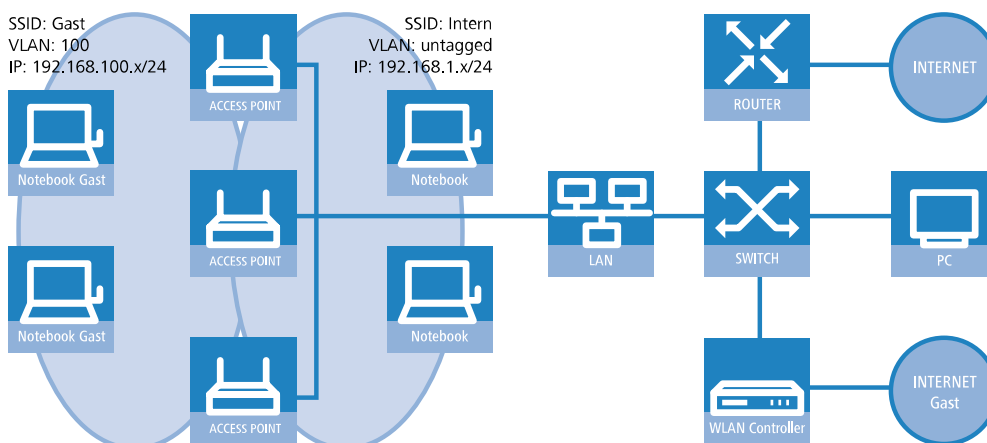 SSID: Gast
VLAN: 100
IP: 192.168.100.x/24
SSID: Intern
VLAN: untagged
IP: 192.168.1.x/24
ACCESS POINT
ROUTER
INTERNET
Notebook Gast
Notebook
ACCESS POINT
LAN
SWITCH
PC
Notebook Gast
Notebook
ACCESS POINT
WLAN Controller
INTERNET
Gast